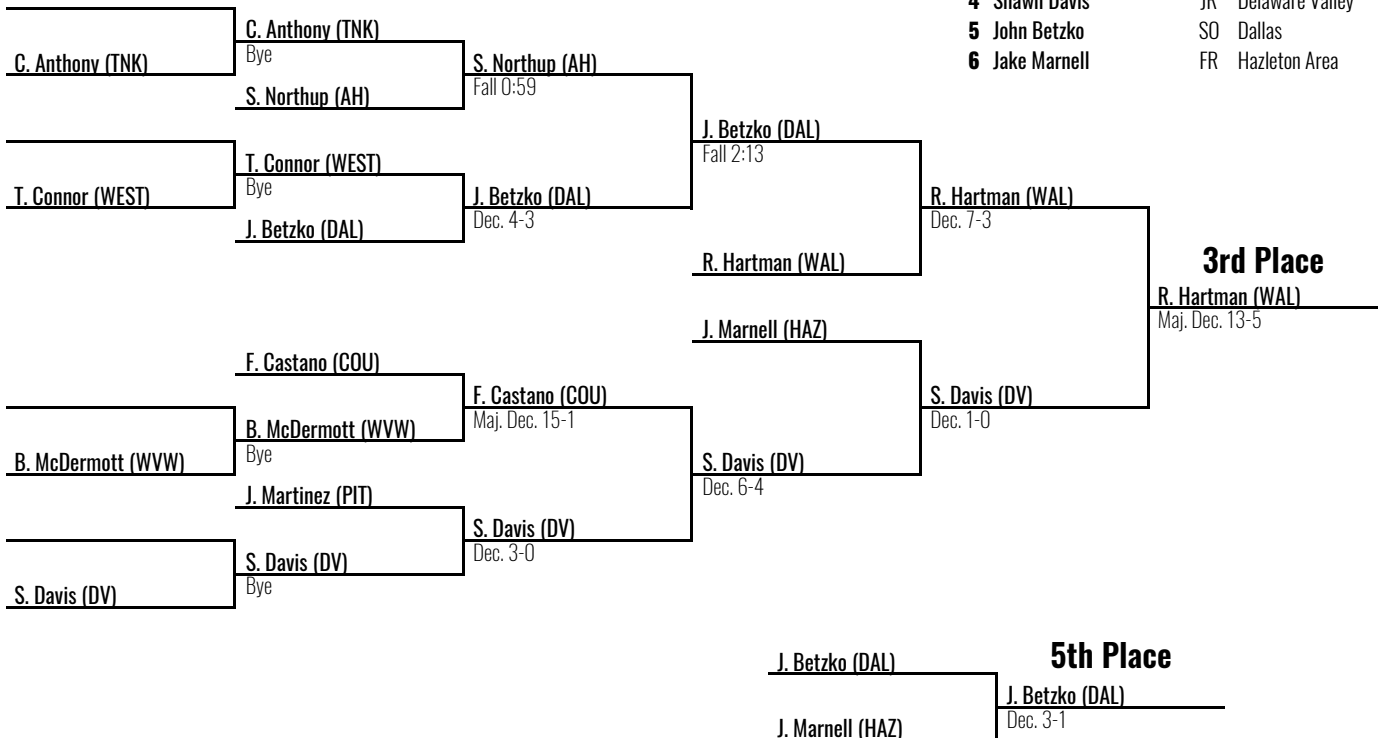 4 Shawn Davis JR Delaware Valley
5 John Betzko SO Dallas
6 Jake Marnell FR Hazleton Area
C. Anthony (TNK)
C. Anthony (TNK)
Bye
S. Northup (AH)
S. Northup (AH)
Fall 0:59
T. Connor (WEST)
T. Connor (WEST)
Bye
J. Betzko (DAL)
J. Betzko (DAL)
Dec. 4-3
J. Betzko (DAL)
Fall 2:13
R. Hartman (WAL)
R. Hartman (WAL)
Dec. 7-3
3rd Place
R. Hartman (WAL)
Maj. Dec. 13-5
J. Marnell (HAZ)
F. Castano (COU)
B. McDermott (WVW)
B. McDermott (WVW)
Bye
F. Castano (COU)
Maj. Dec. 15-1
J. Martinez (PIT)
S. Davis (DV)
S. Davis (DV)
Bye
S. Davis (DV)
Dec. 3-0
S. Davis (DV)
Dec. 6-4
S. Davis (DV)
Dec. 1-0
5th Place
J. Betzko (DAL)
J. Marnell (HAZ)
J. Betzko (DAL)
Dec. 3-1